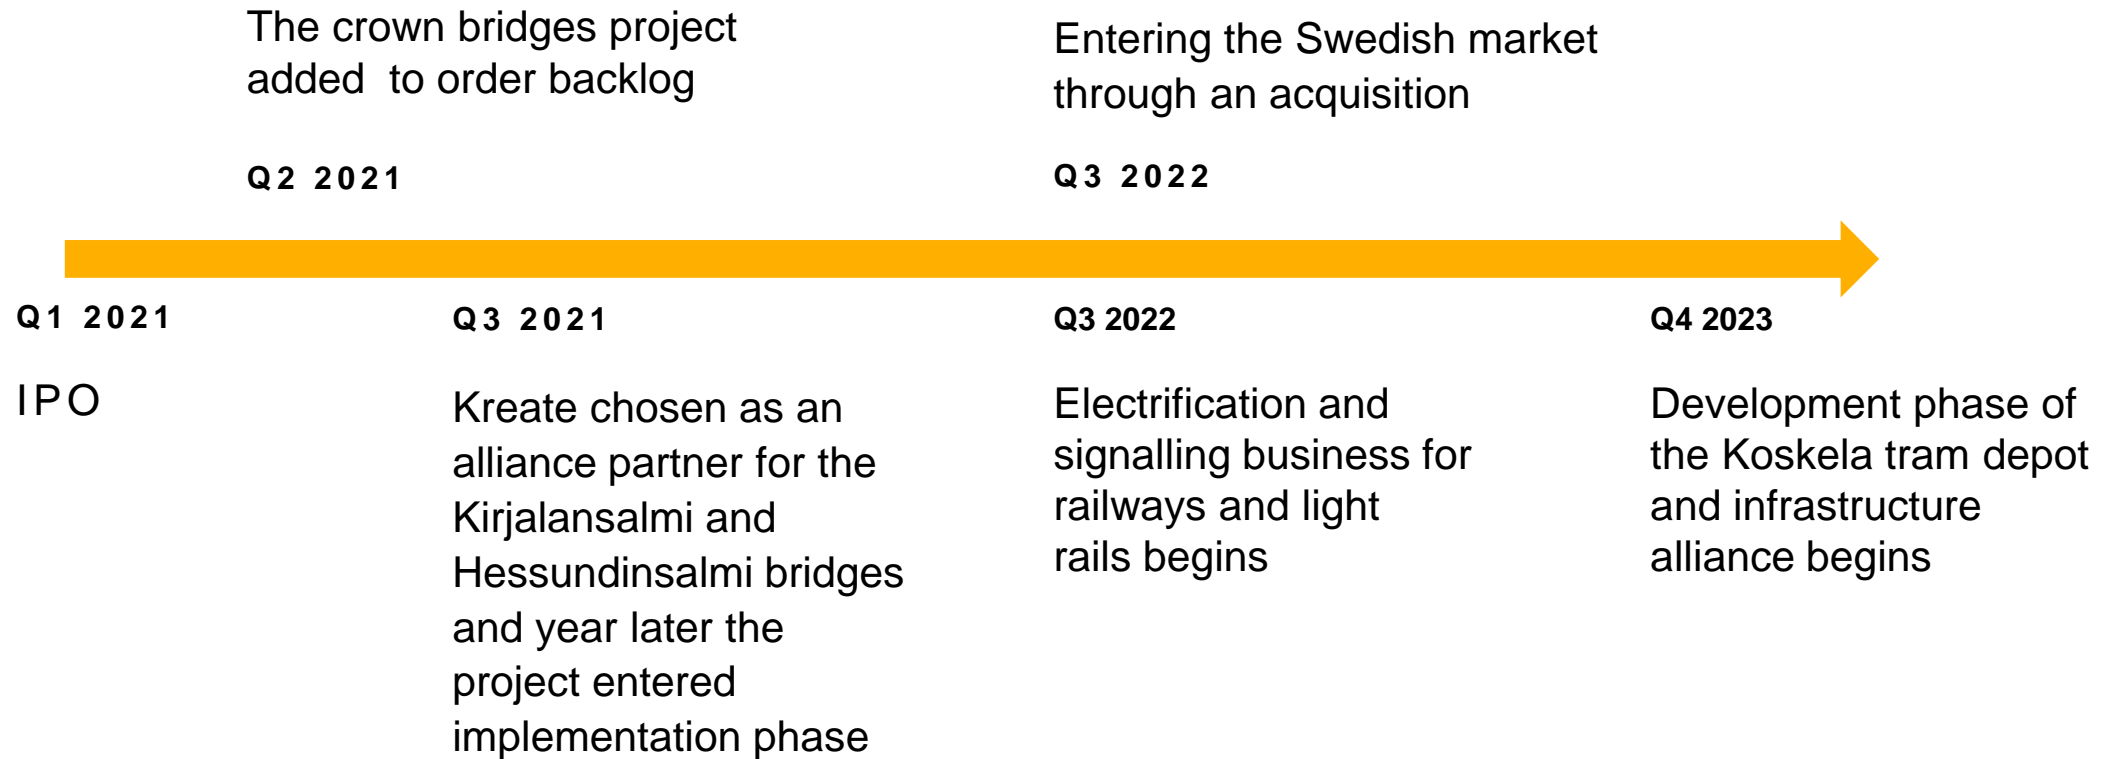 The crown bridges project
added  to order backlog
Q2 2021
Entering the Swedish market
through an acquisition
Q3 2022
Q1 2021
IPO
Q3 2021
Kreate chosen as an
alliance partner for the
Kirjalansalmi and
Hessundinsalmi bridges
and year later the
project entered
implementation phase
Q3 2022
Electrification and
signalling business for
railways and light
rails begins
Q4 2023
Development phase of
the Koskela tram depot
and infrastructure
alliance begins